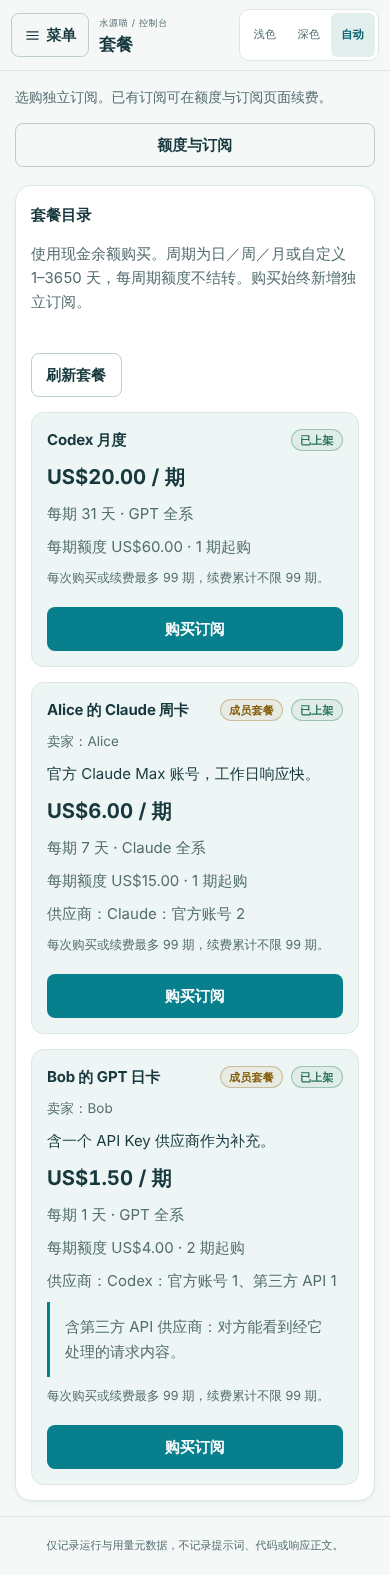 菜单
水源喵 / 控制台
套餐
浅色
深色
自动
选购独立订阅。已有订阅可在额度与订阅页面续费。
额度与订阅
套餐目录
使用现金余额购买。周期为日／周／月或自定义
1–3650 天，每周期额度不结转。购买始终新增独
立订阅。
刷新套餐
Codex 月度
已上架
US$20.00 / 期
每期 31 天 · GPT 全系
每期额度 US$60.00 · 1 期起购
每次购买或续费最多 99 期，续费累计不限 99 期。
购买订阅
Alice 的 Claude 周卡
成员套餐
已上架
卖家：Alice
官方 Claude Max 账号，工作日响应快。
US$6.00 / 期
每期 7 天 · Claude 全系
每期额度 US$15.00 · 1 期起购
供应商：Claude：官方账号 2
每次购买或续费最多 99 期，续费累计不限 99 期。
购买订阅
Bob 的 GPT 日卡
成员套餐
已上架
卖家：Bob
含一个 API Key 供应商作为补充。
US$1.50 / 期
每期 1 天 · GPT 全系
每期额度 US$4.00 · 2 期起购
供应商：Codex：官方账号 1、第三方 API 1
含第三方 API 供应商：对方能看到经它
处理的请求内容。
每次购买或续费最多 99 期，续费累计不限 99 期。
购买订阅
仅记录运行与用量元数据，不记录提示词、代码或响应正文。